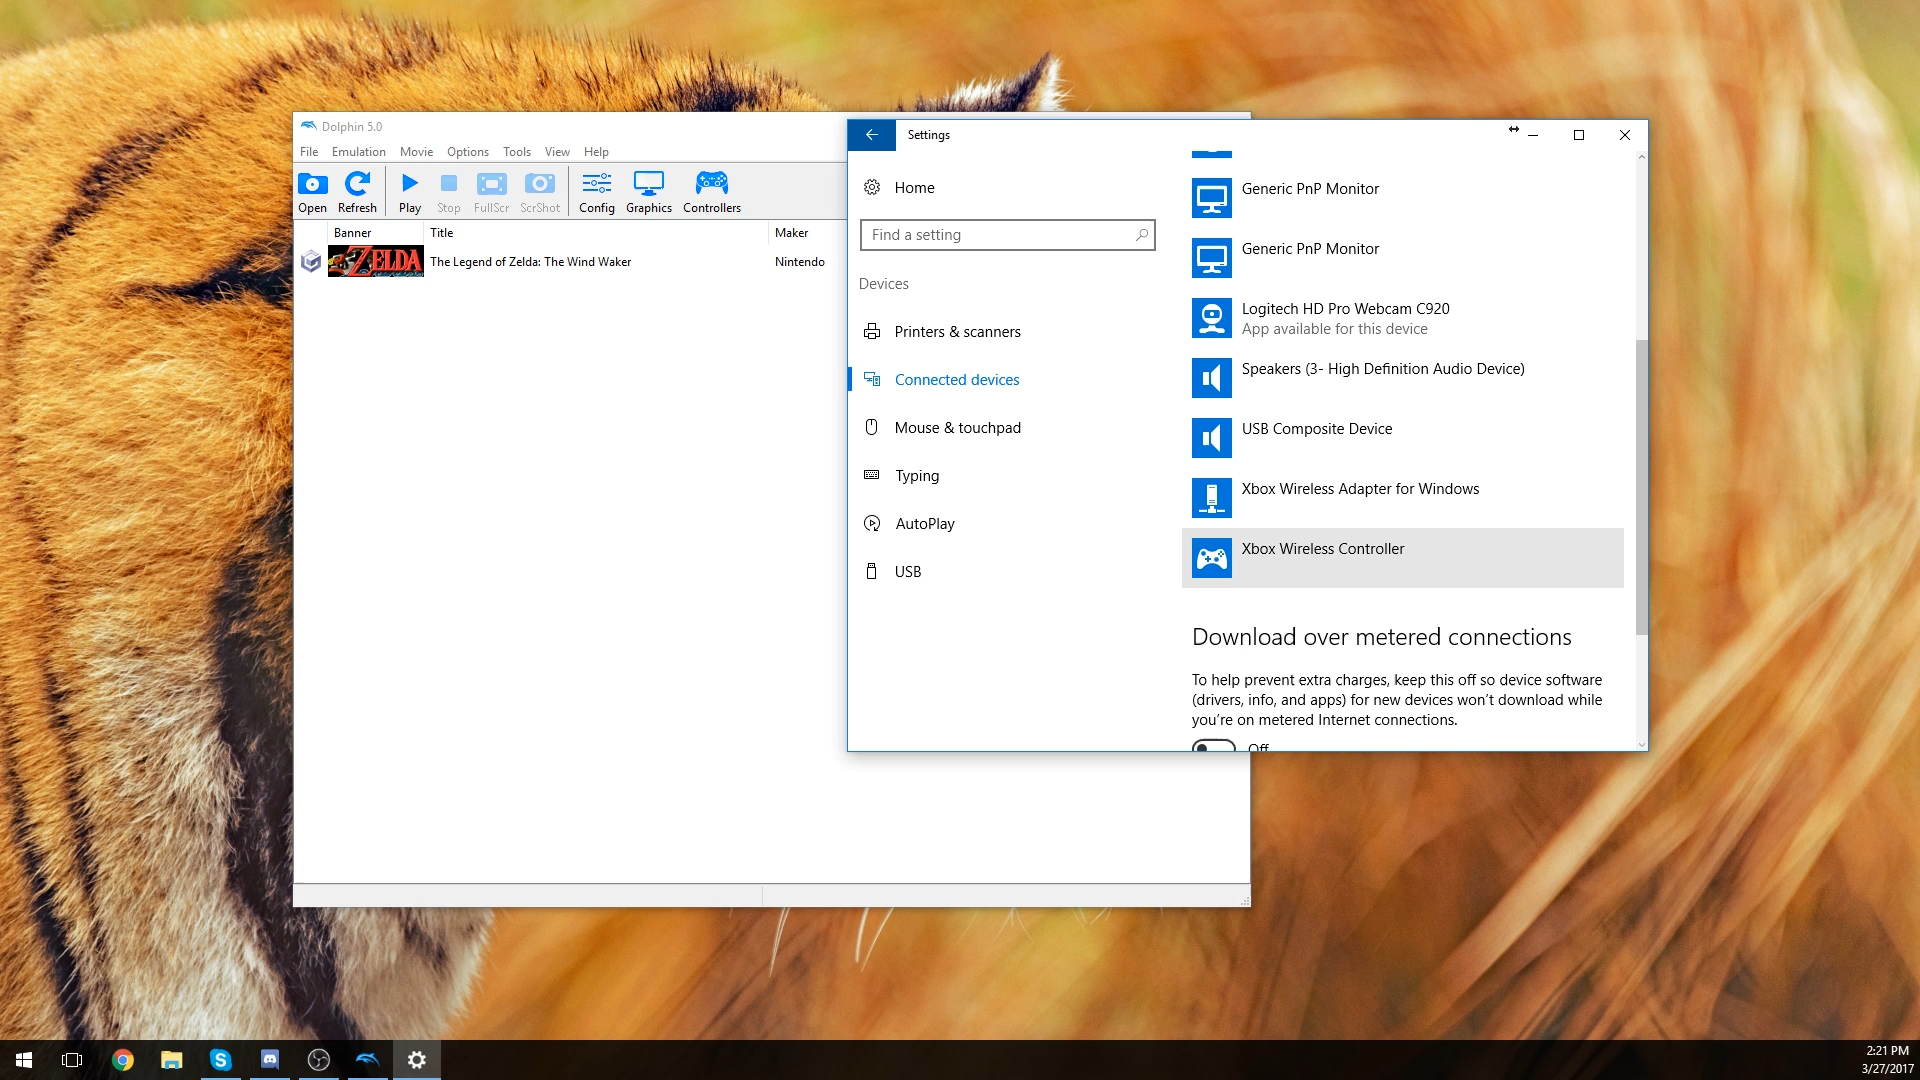 Dolphin 5.0
File Emulation Movie Options Tools View Help
Open Refresh Play Stop FullScr ScrShot Config Graphics Controllers
Banner Title Maker
ZELDA The Legend of Zelda: The Wind Waker Nintendo
Settings
Home
Find a setting
Devices
Printers & scanners
Connected devices
Mouse & touchpad
Typing
AutoPlay
USB
Generic PnP Monitor
Generic PnP Monitor
Logitech HD Pro Webcam C920
App available for this device
Speakers (3- High Definition Audio Device)
USB Composite Device
Xbox Wireless Adapter for Windows
Xbox Wireless Controller
Download over metered connections
To help prevent extra charges, keep this off so device software
(drivers, info, and apps) for new devices won't download while
you're on metered Internet connections.
Off
2:21 PM
3/27/2017